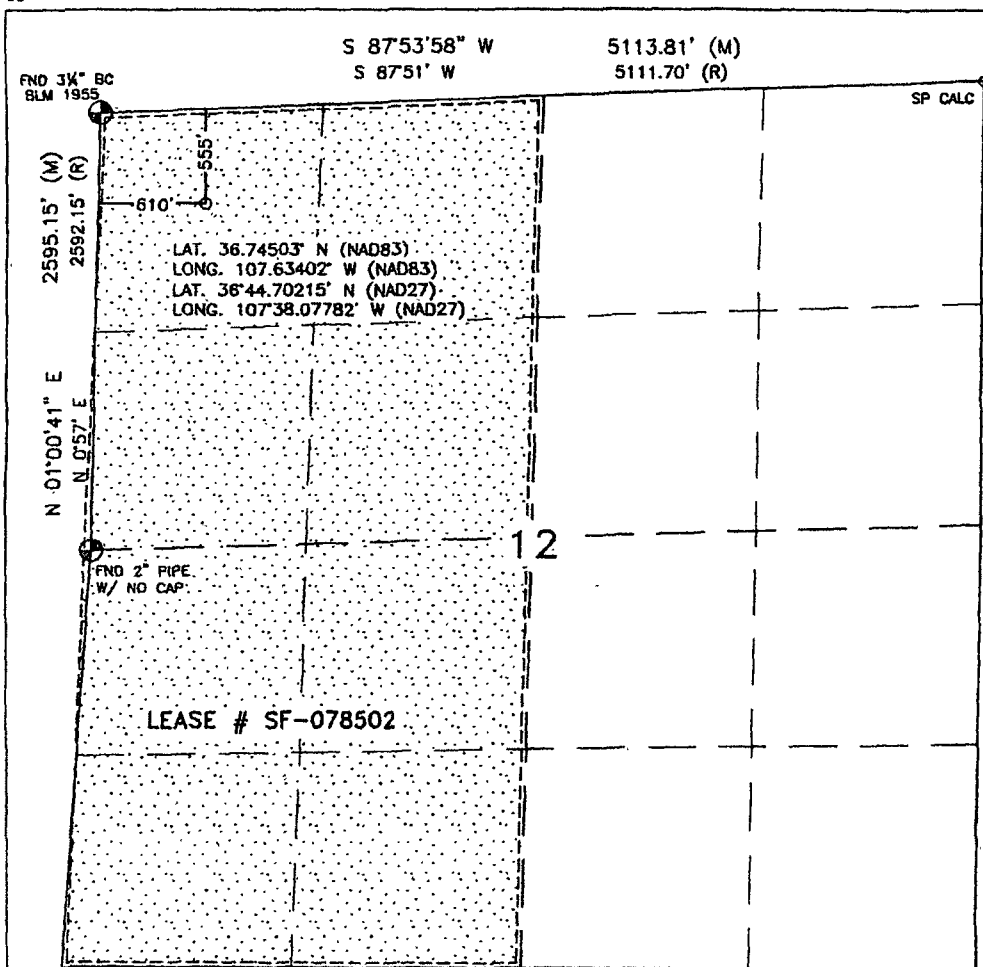 S 87°53'58" W 5113.81' (M)
S 87°51' W 5111.70' (R)
FND 3¼" BC
BLM 1955
SP CALC
2595.15' (M)
2592.15' (R)
555'
610'
LAT. 36.74503° N (NAD83)
LONG. 107.63402° W (NAD83)
LAT. 36°44.70215' N (NAD27)
LONG. 107°38.07782' W (NAD27)
N 01°00'41" E
N 0°57' E
12
FND 2" PIPE
W/ NO CAP
LEASE # SF-078502